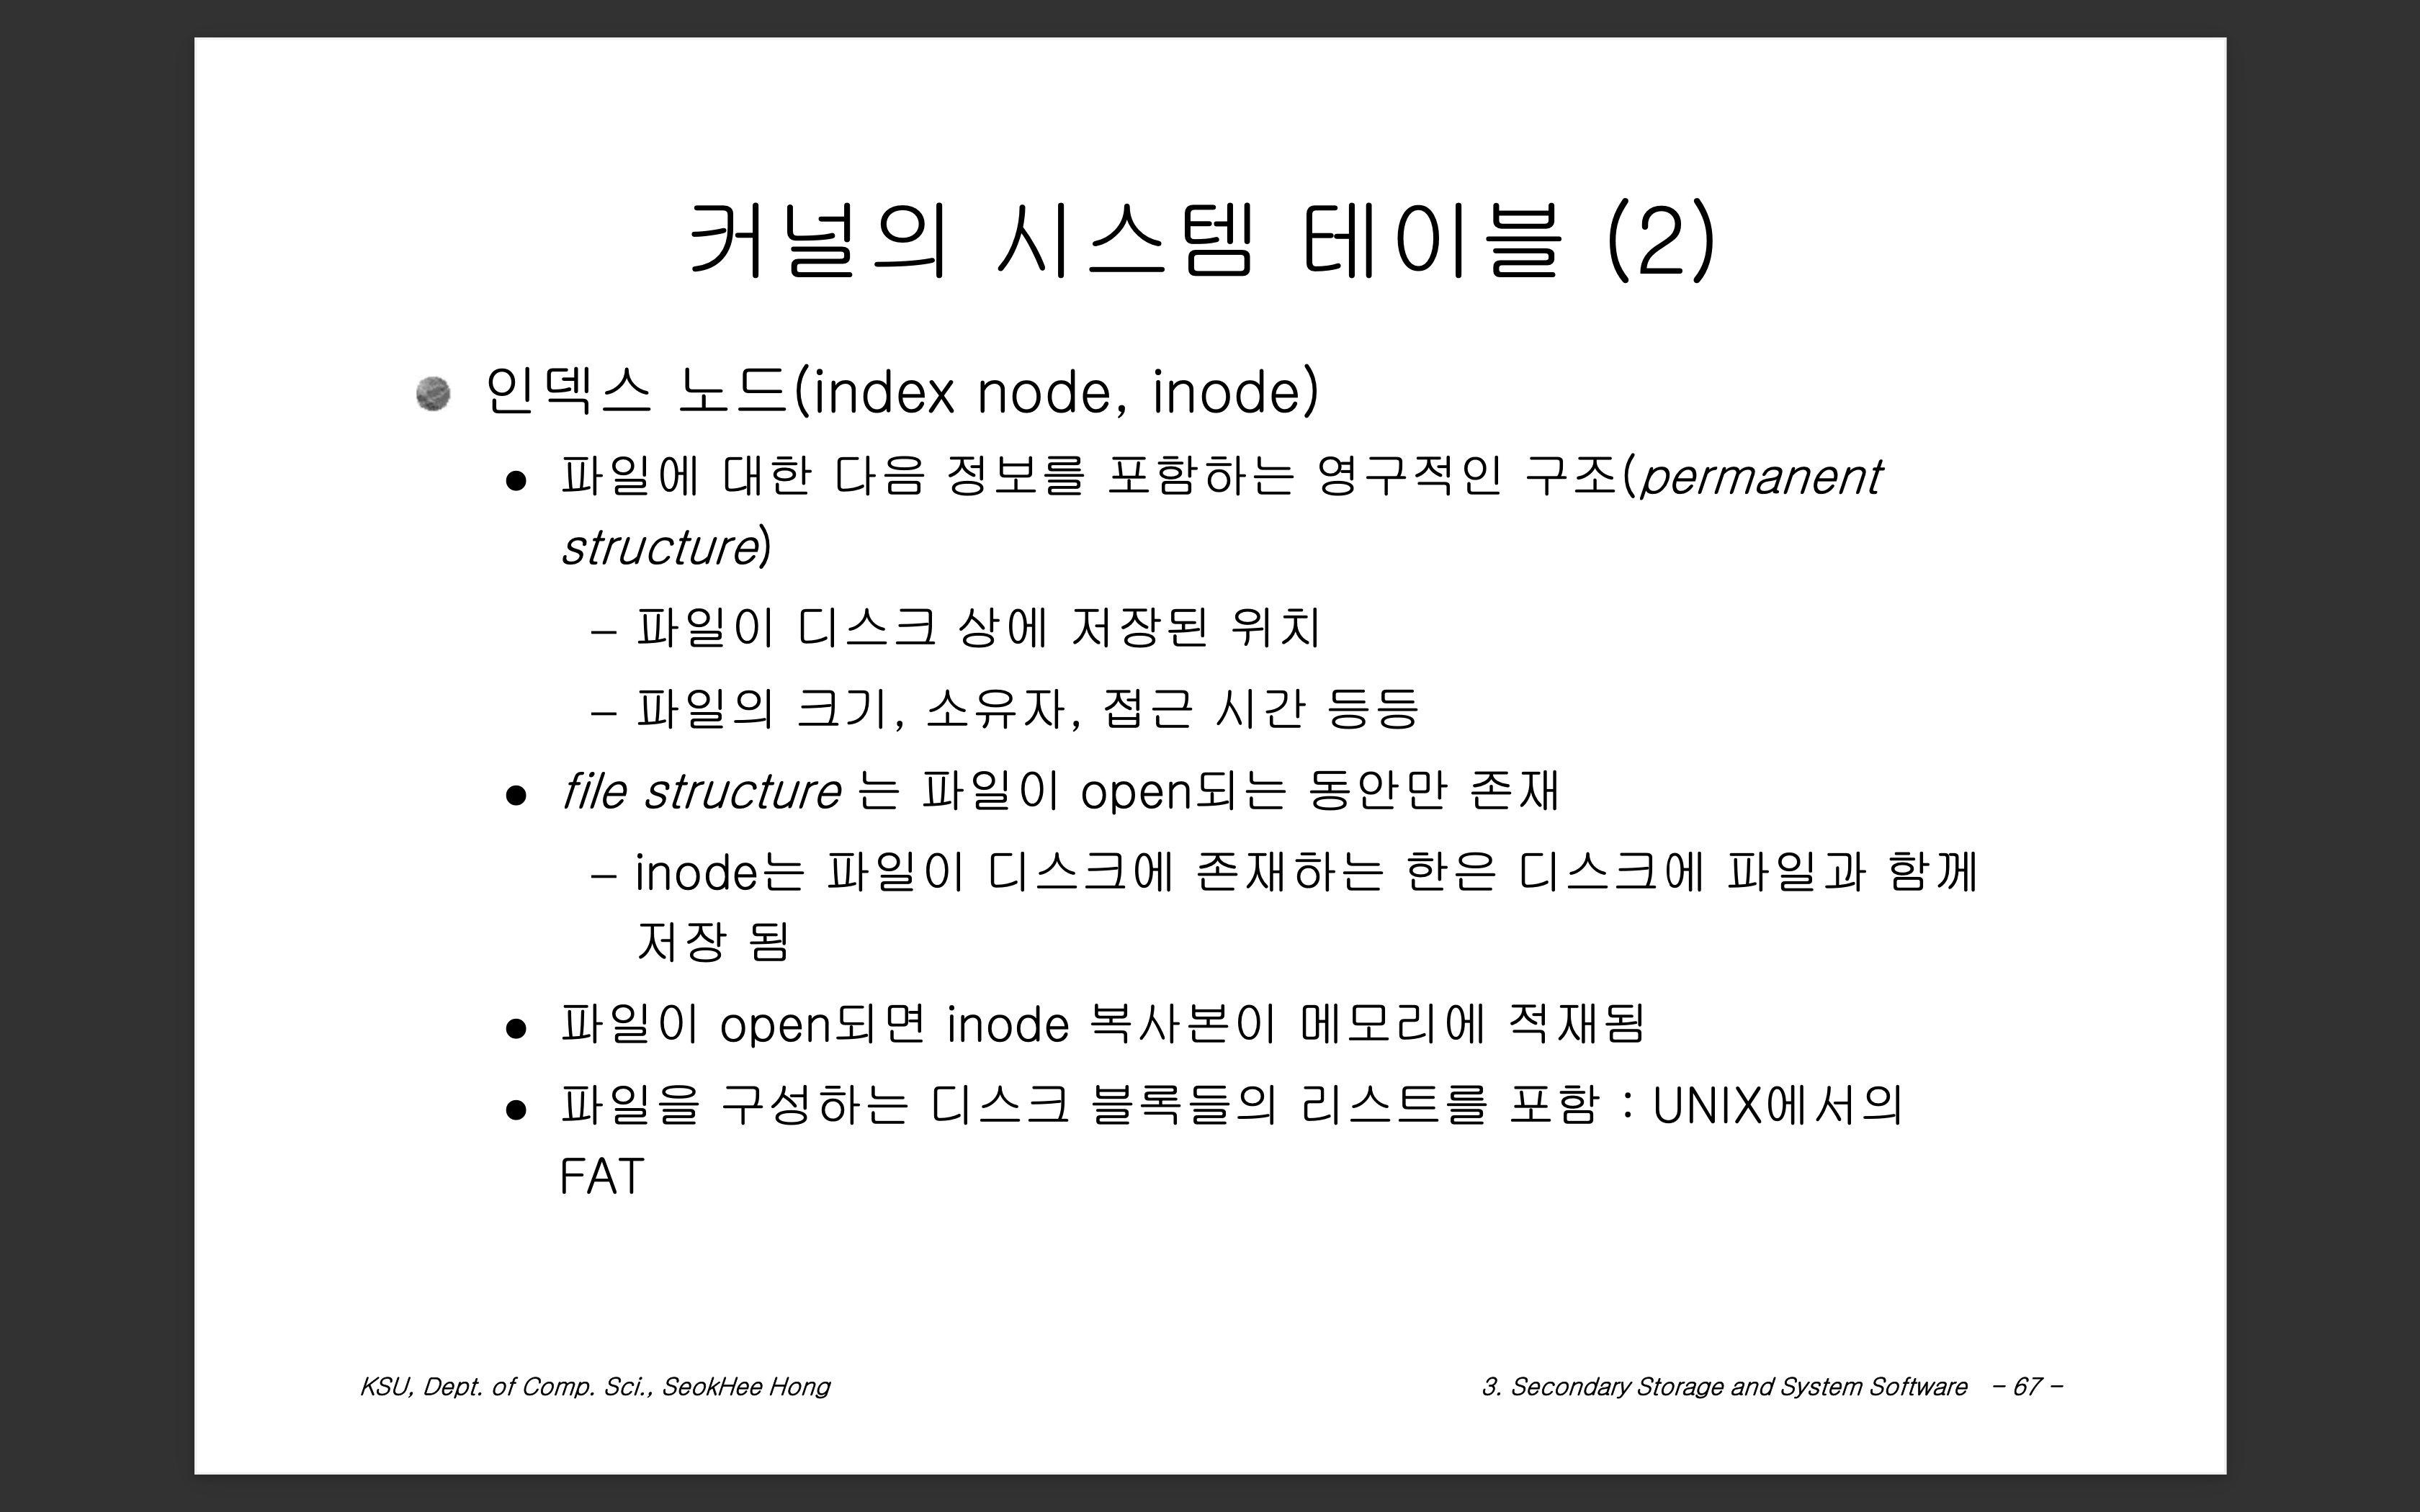 커널의 시스템 테이블 (2)
인덱스 노드(index node, inode)
파일에 대한 다음 정보를 포함하는 영구적인 구조(permanent
structure)
– 파일이 디스크 상에 저장된 위치
– 파일의 크기, 소유자, 접근 시간 등등
file structure 는 파일이 open되는 동안만 존재
– inode는 파일이 디스크에 존재하는 한은 디스크에 파일과 함께
저장 됨
파일이 open되면 inode 복사본이 메모리에 적재됨
파일을 구성하는 디스크 블록들의 리스트를 포함 : UNIX에서의
FAT
KSU, Dept. of Comp. Sci., SeokHee Hong
3. Secondary Storage and System Software – 67 –